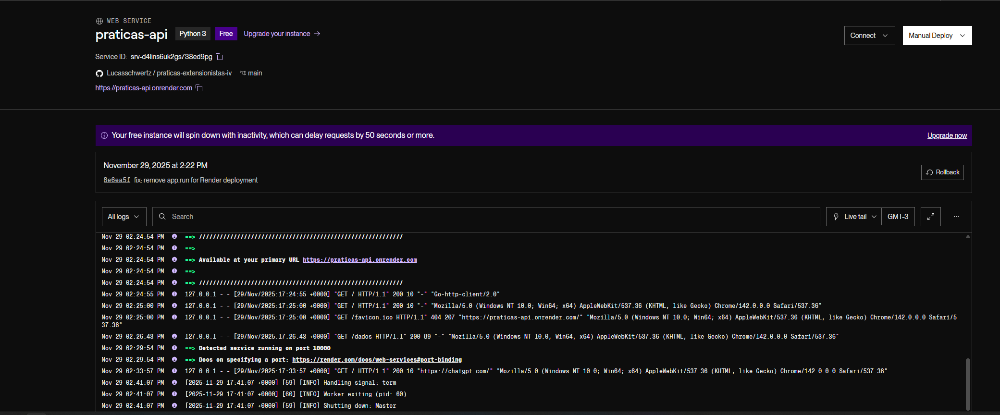 WEB SERVICE
praticas-api Python 3 Free Upgrade your instance →
Connect Manual Deploy
Service ID: srv-d4lins6uk2gs738ed9pg
Lucasschwertz / praticas-extensionistas-iv main
https://praticas-api.onrender.com
Your free instance will spin down with inactivity, which can delay requests by 50 seconds or more. Upgrade now
November 29, 2025 at 2:22 PM
8e6ea5f fix: remove app.run for Render deployment
Rollback
All logs Search Live tail GMT-3 ...
Nov 29 02:24:54 PM ==> ///////////////////////////////////////////////////////////
Nov 29 02:24:54 PM ==>
Nov 29 02:24:54 PM ==> Available at your primary URL https://praticas-api.onrender.com
Nov 29 02:24:54 PM ==>
Nov 29 02:24:54 PM ==> ///////////////////////////////////////////////////////////
Nov 29 02:24:55 PM 127.0.0.1 - - [29/Nov/2025:17:24:55 +0000] "GET / HTTP/1.1" 200 10 "-" "Go-http-client/2.0"
Nov 29 02:25:00 PM 127.0.0.1 - - [29/Nov/2025:17:25:00 +0000] "GET / HTTP/1.1" 200 10 "-" "Mozilla/5.0 (Windows NT 10.0; Win64; x64) AppleWebKit/537.36 (KHTML, like Gecko) Chrome/142.0.0.0 Safari/537.36"
Nov 29 02:25:00 PM 127.0.0.1 - - [29/Nov/2025:17:25:00 +0000] "GET /favicon.ico HTTP/1.1" 404 207 "https://praticas-api.onrender.com/" "Mozilla/5.0 (Windows NT 10.0; Win64; x64) AppleWebKit/537.36 (KHTML, like Gecko) Chrome/142.0.0.0 Safari/5
37.36"
Nov 29 02:26:43 PM 127.0.0.1 - - [29/Nov/2025:17:26:43 +0000] "GET /dados HTTP/1.1" 200 89 "-" "Mozilla/5.0 (Windows NT 10.0; Win64; x64) AppleWebKit/537.36 (KHTML, like Gecko) Chrome/142.0.0.0 Safari/537.36"
Nov 29 02:29:54 PM ==> Detected service running on port 10000
Nov 29 02:29:54 PM ==> Docs on specifying a port: https://render.com/docs/web-services#port-binding
Nov 29 02:33:57 PM 127.0.0.1 - - [29/Nov/2025:17:33:57 +0000] "GET / HTTP/1.1" 200 10 "https://chatgpt.com/" "Mozilla/5.0 (Windows NT 10.0; Win64; x64) AppleWebKit/537.36 (KHTML, like Gecko) Chrome/142.0.0.0 Safari/537.36"
Nov 29 02:41:07 PM [2025-11-29 17:41:07 +0000] [59] [INFO] Handling signal: term
Nov 29 02:41:07 PM [2025-11-29 17:41:07 +0000] [60] [INFO] Worker exiting (pid: 60)
Nov 29 02:41:07 PM [2025-11-29 17:41:07 +0000] [59] [INFO] Shutting down: Master